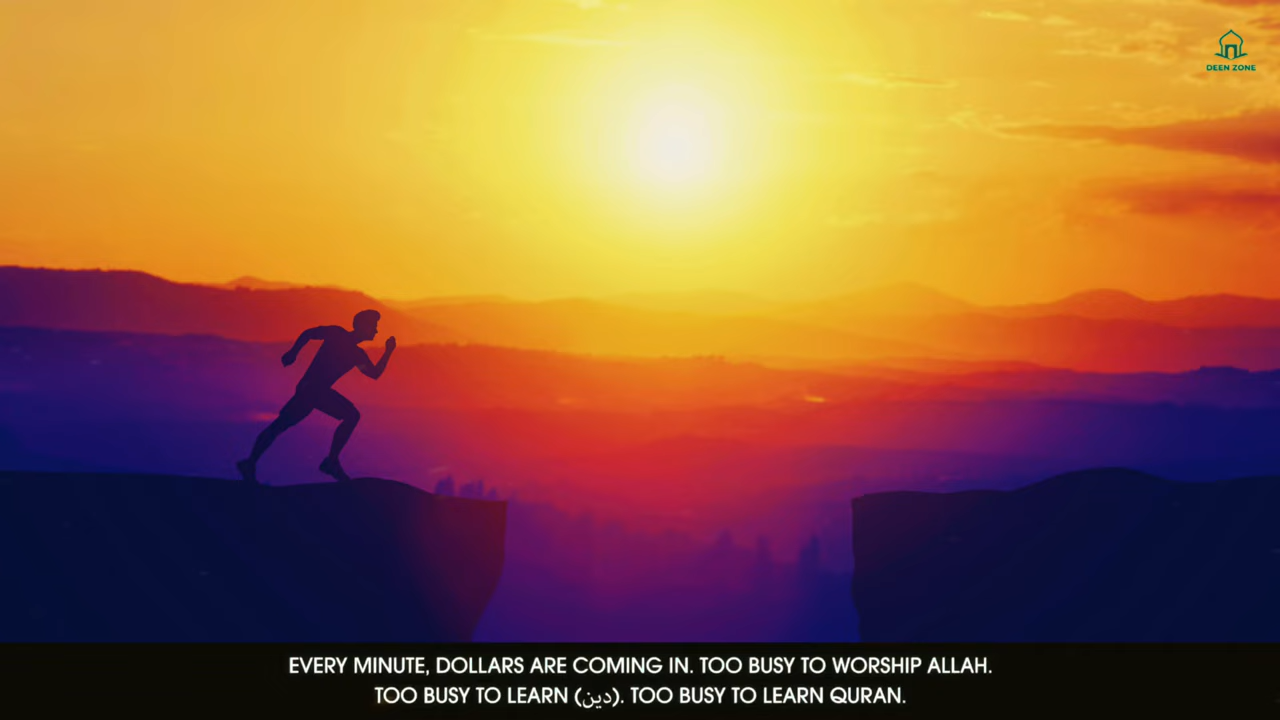 DEEN ZONE
EVERY MINUTE, DOLLARS ARE COMING IN. TOO BUSY TO WORSHIP ALLAH.
TOO BUSY TO LEARN (دين). TOO BUSY TO LEARN QURAN.